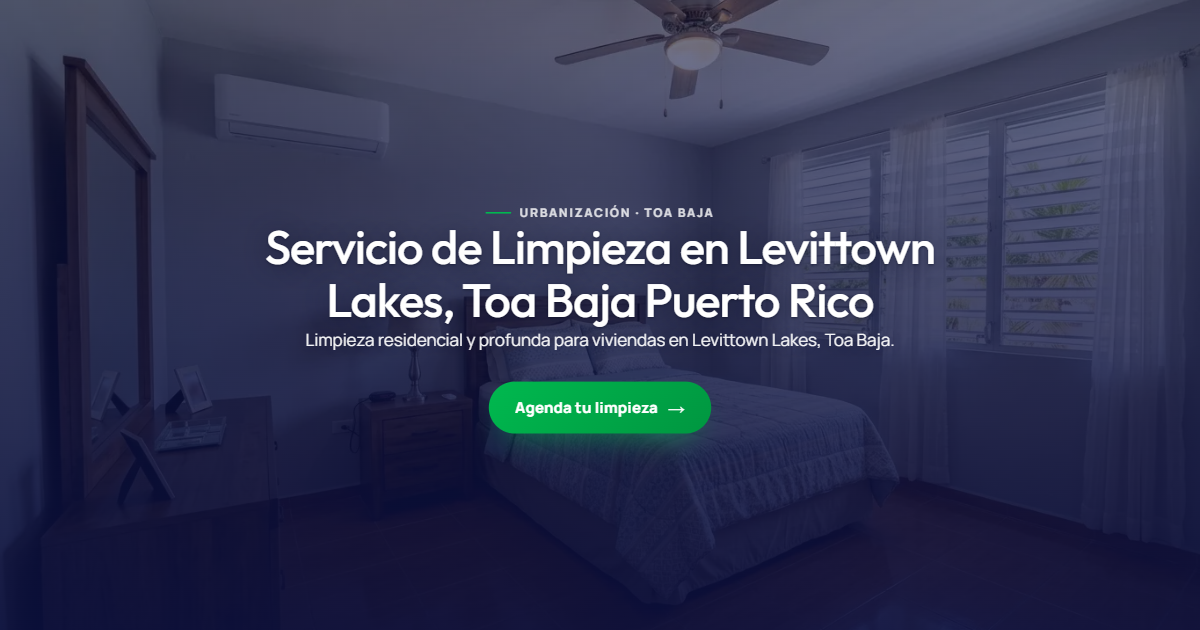 URBANIZACIÓN · TOA BAJA
Servicio de Limpieza en Levittown
Lakes, Toa Baja Puerto Rico
Limpieza residencial y profunda para viviendas en Levittown Lakes, Toa Baja.
Agenda tu limpieza →